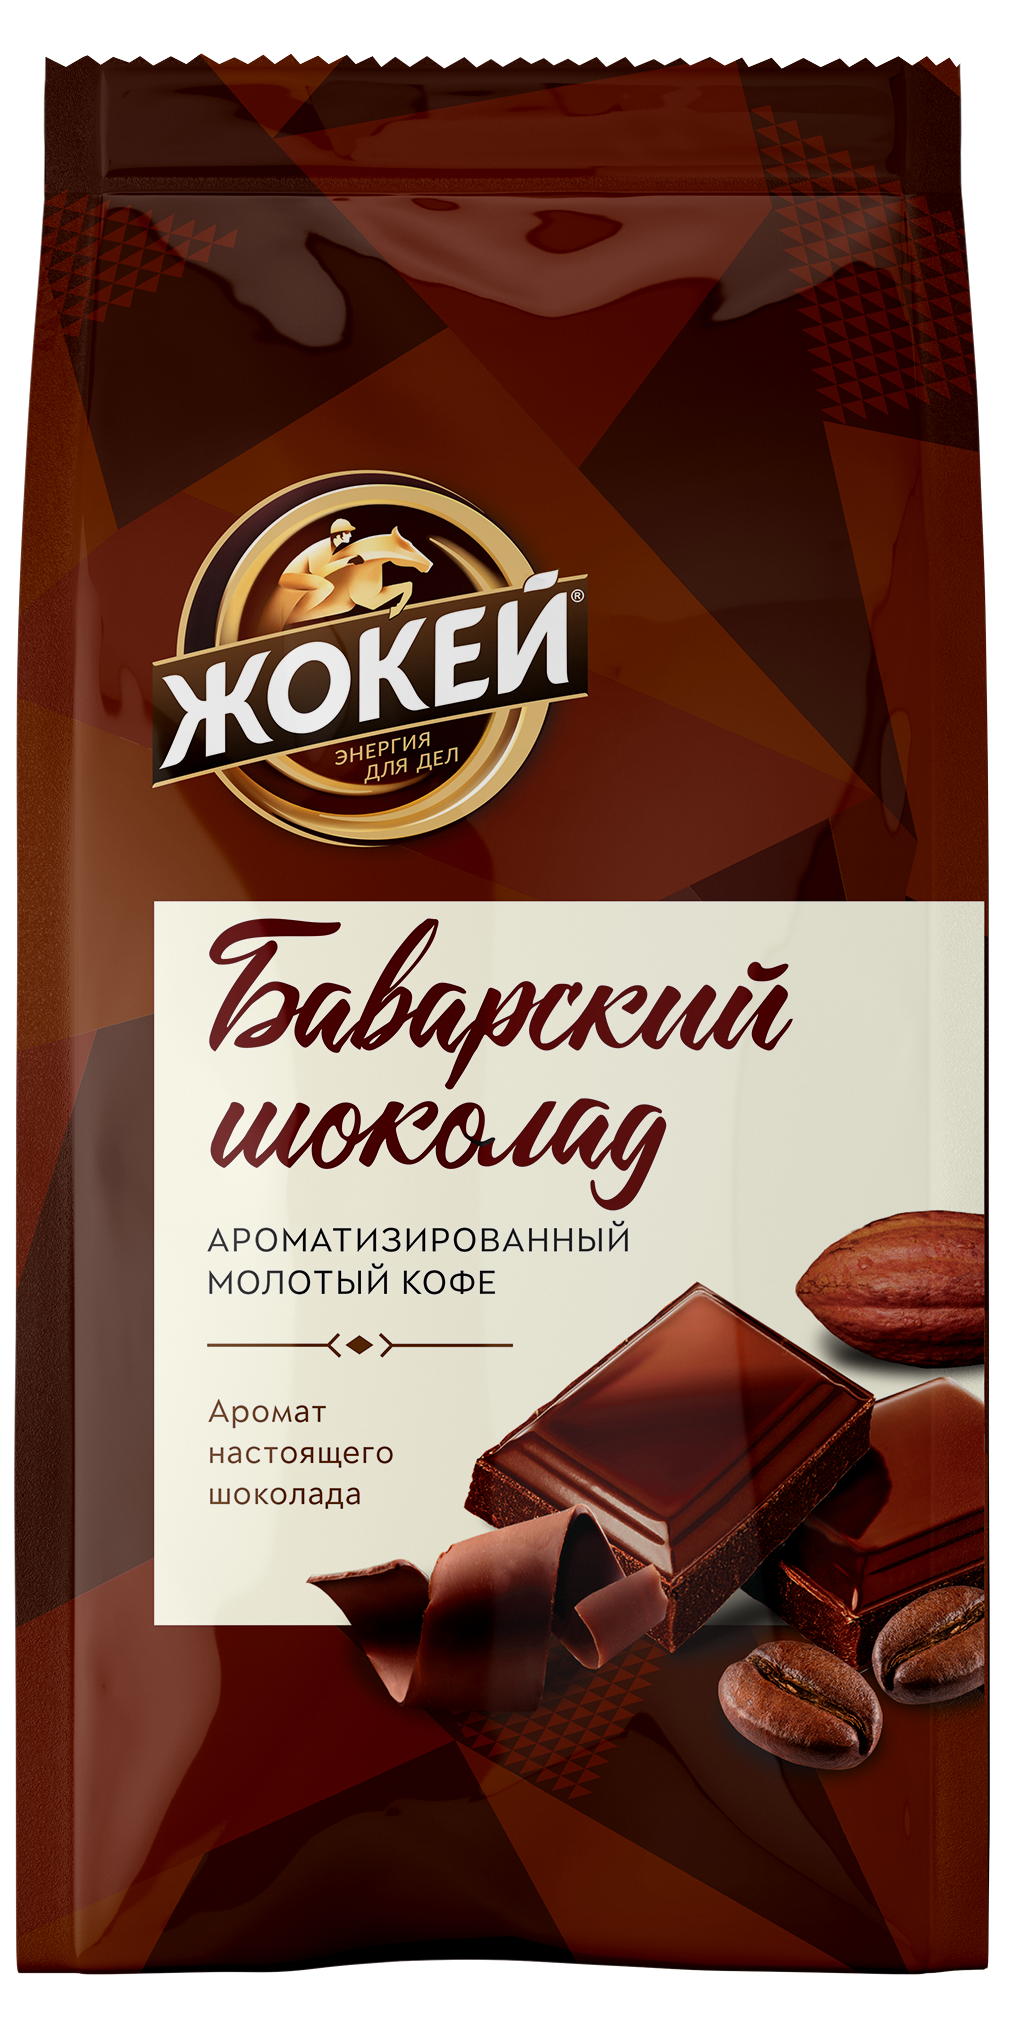 ЖОКЕЙ®
ЭНЕРГИЯ
ДЛЯ ДЕЛ
Баварский
шоколад
АРОМАТИЗИРОВАННЫЙ
МОЛОТЫЙ КОФЕ
Аромат
настоящего
шоколада